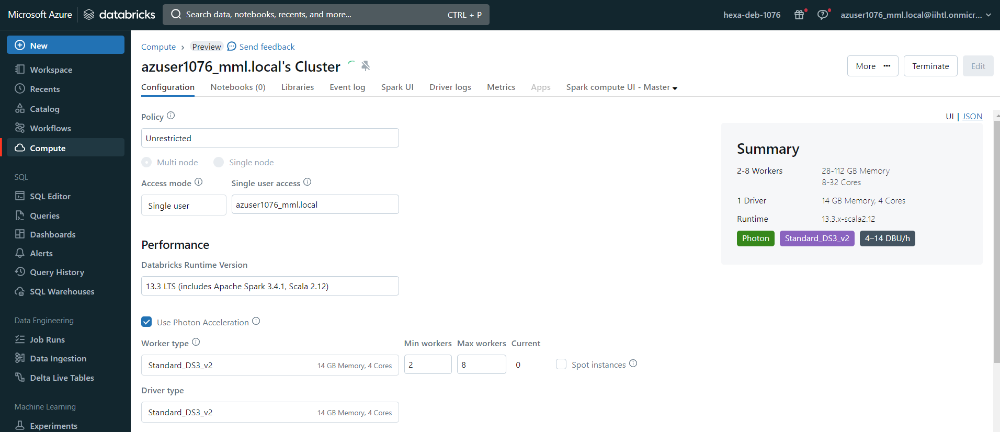 Microsoft Azure databricks Search data, notebooks, recents, and more... CTRL + P hexa-deb-1076 azuser1076_mml.local@iihtl.onmicr...
New
Workspace
Recents
Catalog
Workflows
Compute
SQL
SQL Editor
Queries
Dashboards
Alerts
Query History
SQL Warehouses
Data Engineering
Job Runs
Data Ingestion
Delta Live Tables
Machine Learning
Experiments
Compute › Preview Send feedback
azuser1076_mml.local's Cluster
More ••• Terminate Edit
Configuration Notebooks (0) Libraries Event log Spark UI Driver logs Metrics Apps Spark compute UI - Master
UI | JSON
Policy
Unrestricted
Multi node Single node
Access mode Single user access
Single user azuser1076_mml.local
Performance
Databricks Runtime Version
13.3 LTS (includes Apache Spark 3.4.1, Scala 2.12)
Use Photon Acceleration
Worker type Min workers Max workers Current
Standard_DS3_v2 14 GB Memory, 4 Cores 2 8 0 Spot instances
Driver type
Standard_DS3_v2 14 GB Memory, 4 Cores
Summary
2-8 Workers 28-112 GB Memory
8-32 Cores
1 Driver 14 GB Memory, 4 Cores
Runtime 13.3.x-scala2.12
Photon Standard_DS3_v2 4–14 DBU/h